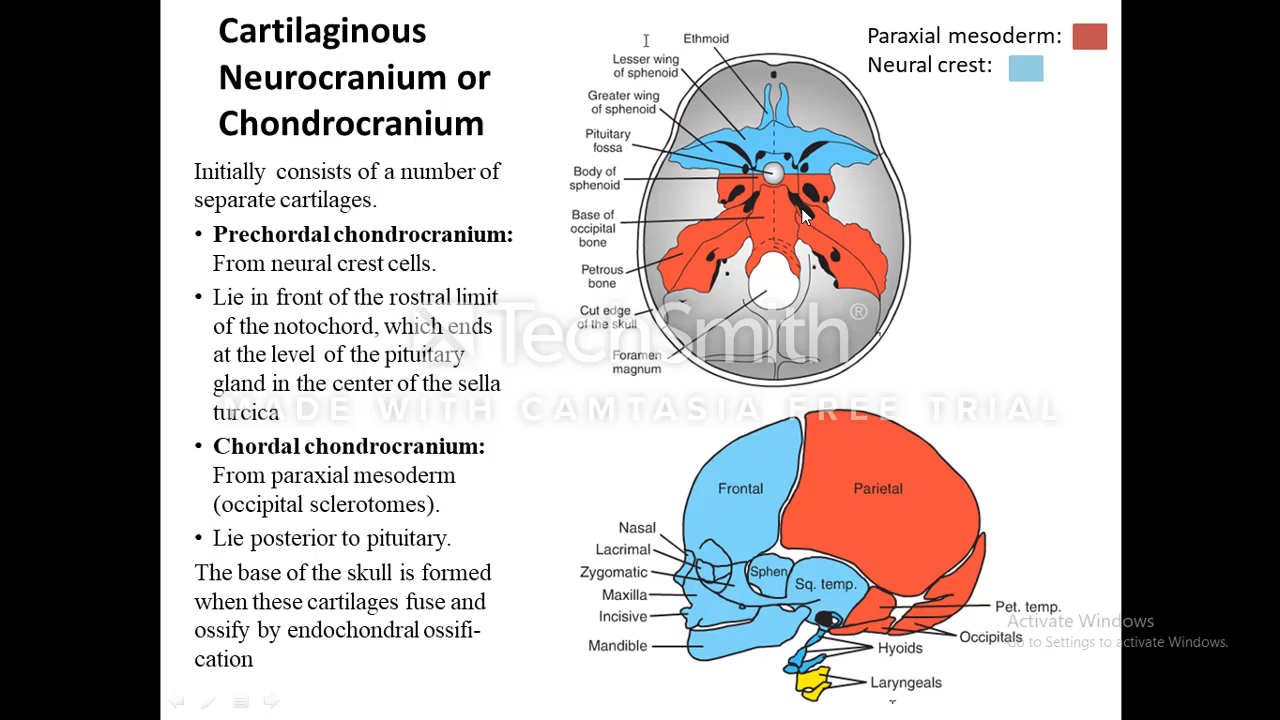 Cartilaginous
Neurocranium or
Chondrocranium
Initially consists of a number of
separate cartilages.
• Prechordal chondrocranium:
From neural crest cells.
• Lie in front of the rostral limit
of the notochord, which ends
at the level of the pituitary
gland in the center of the sella
turcica
• Chordal chondrocranium:
From paraxial mesoderm
(occipital sclerotomes).
• Lie posterior to pituitary.
The base of the skull is formed
when these cartilages fuse and
ossify by endochondral ossifi-
cation
Paraxial mesoderm:
Neural crest:
Ethmoid
Lesser wing
of sphenoid
Greater wing
of sphenoid
Pituitary
fossa
Body of
sphenoid
Base of
occipital
bone
Petrous
bone
Cut edge
of the skull
Foramen
magnum
TechSmith®
MADE WITH CAMTASIA FREE TRIAL
Frontal
Parietal
Nasal
Lacrimal
Zygomatic
Maxilla
Incisive
Mandible
Sphen
Sq. temp.
Pet. temp.
Occipitals
Hyoids
Laryngeals
Activate Windows
Go to Settings to activate Windows.